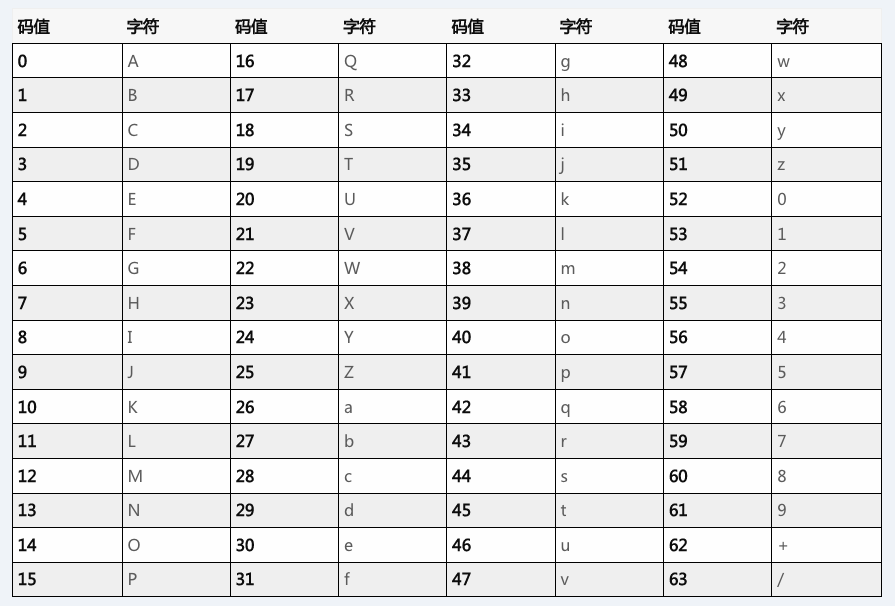 码值 字符 码值 字符 码值 字符 码值 字符
0 A 16 Q 32 g 48 w
1 B 17 R 33 h 49 x
2 C 18 S 34 i 50 y
3 D 19 T 35 j 51 z
4 E 20 U 36 k 52 0
5 F 21 V 37 l 53 1
6 G 22 W 38 m 54 2
7 H 23 X 39 n 55 3
8 I 24 Y 40 o 56 4
9 J 25 Z 41 p 57 5
10 K 26 a 42 q 58 6
11 L 27 b 43 r 59 7
12 M 28 c 44 s 60 8
13 N 29 d 45 t 61 9
14 O 30 e 46 u 62 +
15 P 31 f 47 v 63 /